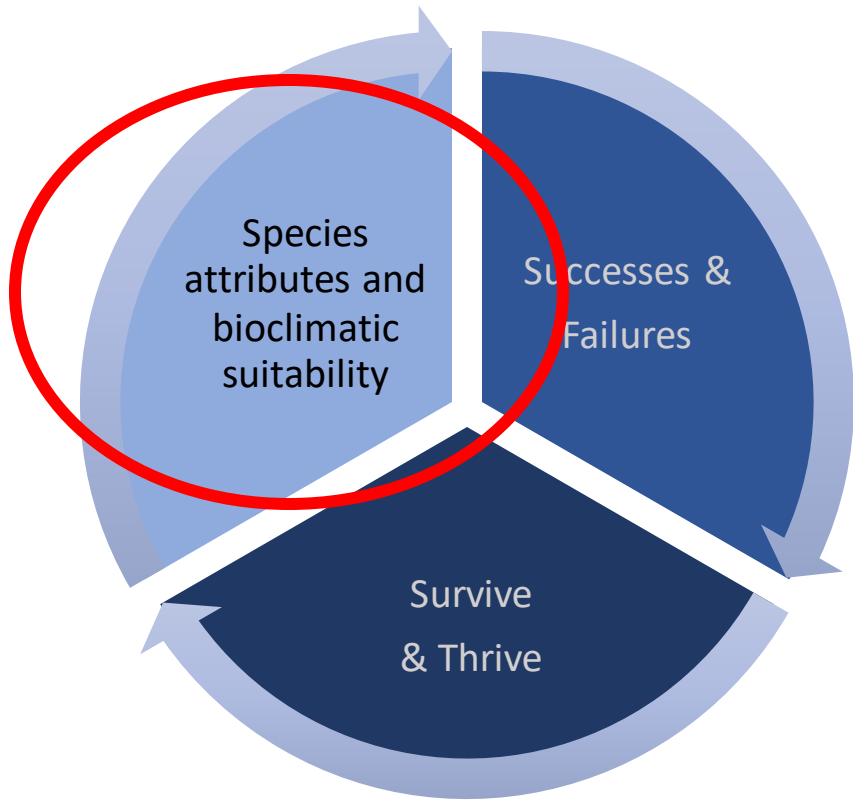 Species
attributes and
bioclimatic
suitability
Successes &
Failures
Survive
& Thrive